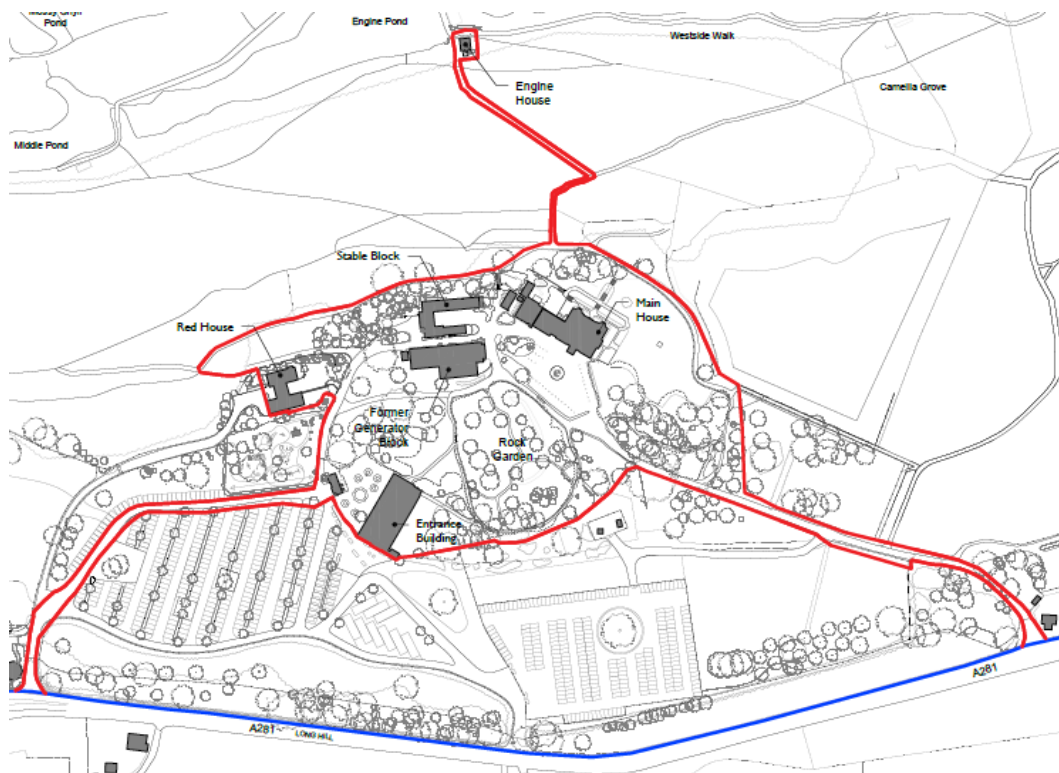 Pond
Engine Pond
Westside Walk
Engine
House
Camellia Grove
Middle Pond
Stable Block
Main
House
Red House
Former
Generator
Block
Rock
Garden
Entrance
Building
D
A281
A281
LONG HILL